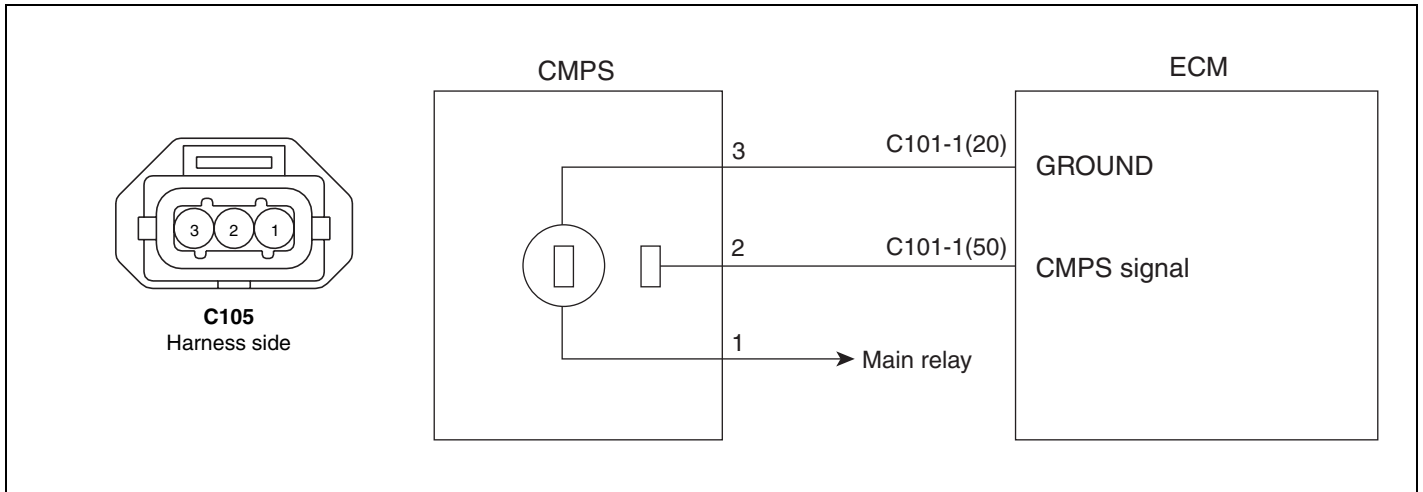 CMPS
ECM
3
C101-1(20)
GROUND
3 2 1
2
C101-1(50)
CMPS signal
C105
Harness side
1
Main relay